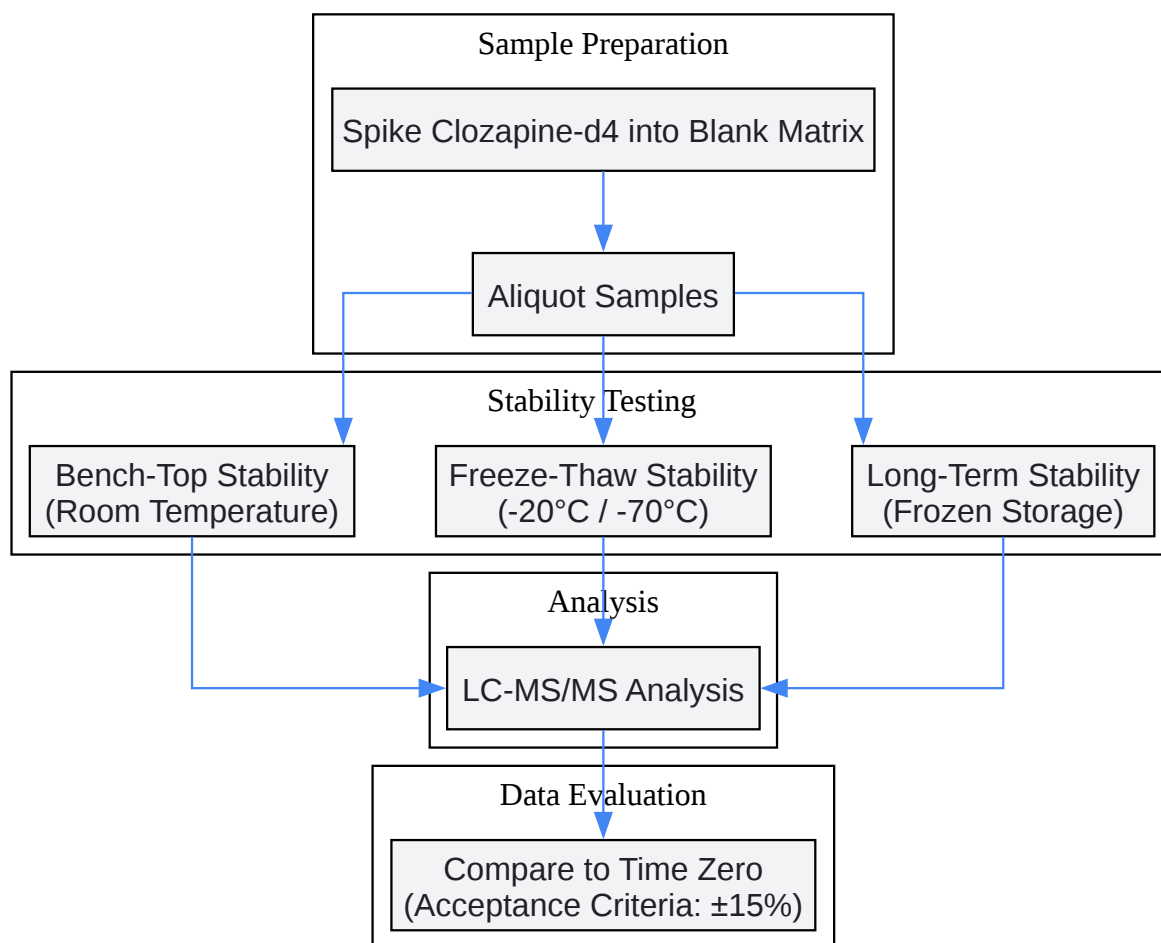 Sample Preparation
Spike Clozapine-d4 into Blank Matrix
Aliquot Samples
Stability Testing
Bench-Top Stability
(Room Temperature)
Freeze-Thaw Stability
(-20°C / -70°C)
Long-Term Stability
(Frozen Storage)
Analysis
LC-MS/MS Analysis
Data Evaluation
Compare to Time Zero
(Acceptance Criteria: ±15%)